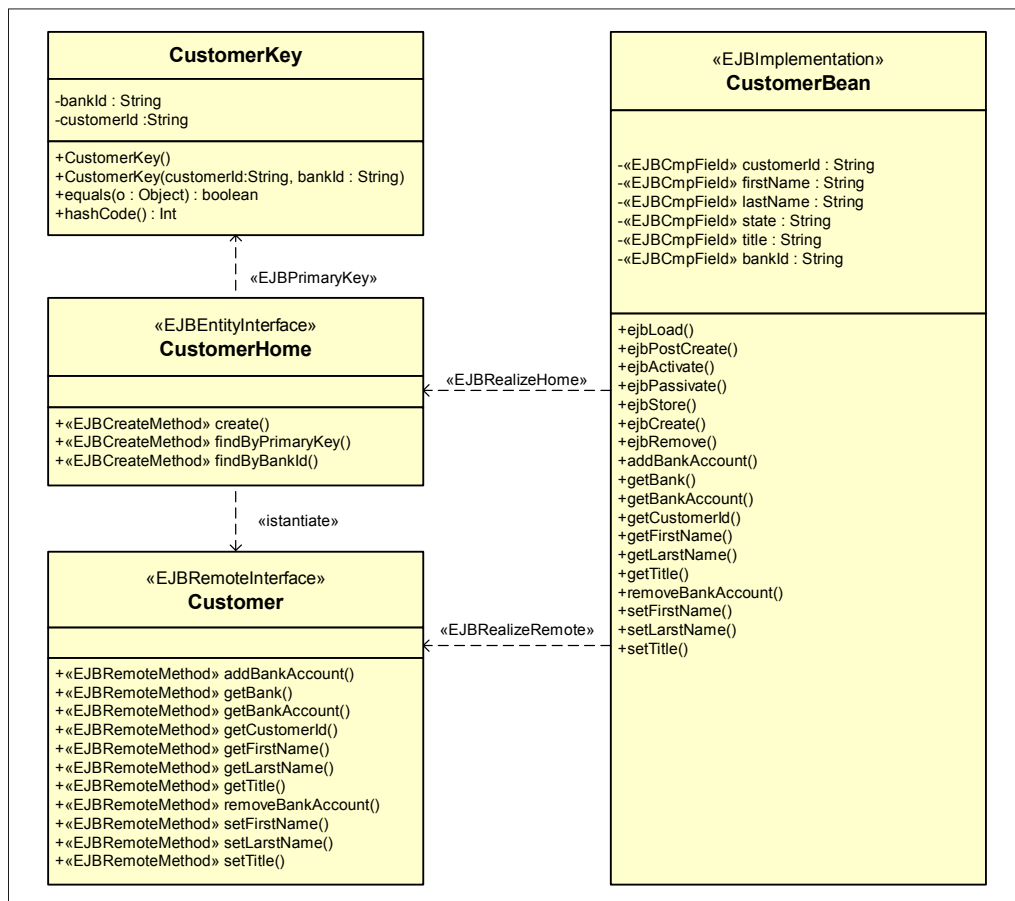 CustomerKey
-bankId : String
-customerId :String
+CustomerKey()
+CustomerKey(customerId:String, bankId : String)
+equals(o : Object) : boolean
+hashCode() : Int
«EJBPrimaryKey»
«EJBEntityInterface»
CustomerHome
+«EJBCreateMethod» create()
+«EJBCreateMethod» findByPrimaryKey()
+«EJBCreateMethod» findByBankId()
«istantiate»
«EJBRemoteInterface»
Customer
+«EJBRemoteMethod» addBankAccount()
+«EJBRemoteMethod» getBank()
+«EJBRemoteMethod» getBankAccount()
+«EJBRemoteMethod» getCustomerId()
+«EJBRemoteMethod» getFirstName()
+«EJBRemoteMethod» getLarstName()
+«EJBRemoteMethod» getTitle()
+«EJBRemoteMethod» removeBankAccount()
+«EJBRemoteMethod» setFirstName()
+«EJBRemoteMethod» setLarstName()
+«EJBRemoteMethod» setTitle()
«EJBRealizeHome»
«EJBRealizeRemote»
«EJBImplementation»
CustomerBean
-«EJBCmpField» customerId : String
-«EJBCmpField» firstName : String
-«EJBCmpField» lastName : String
-«EJBCmpField» state : String
-«EJBCmpField» title : String
-«EJBCmpField» bankId : String
+ejbLoad()
+ejbPostCreate()
+ejbActivate()
+ejbPassivate()
+ejbStore()
+ejbCreate()
+ejbRemove()
+addBankAccount()
+getBank()
+getBankAccount()
+getCustomerId()
+getFirstName()
+getLarstName()
+getTitle()
+removeBankAccount()
+setFirstName()
+setLarstName()
+setTitle()